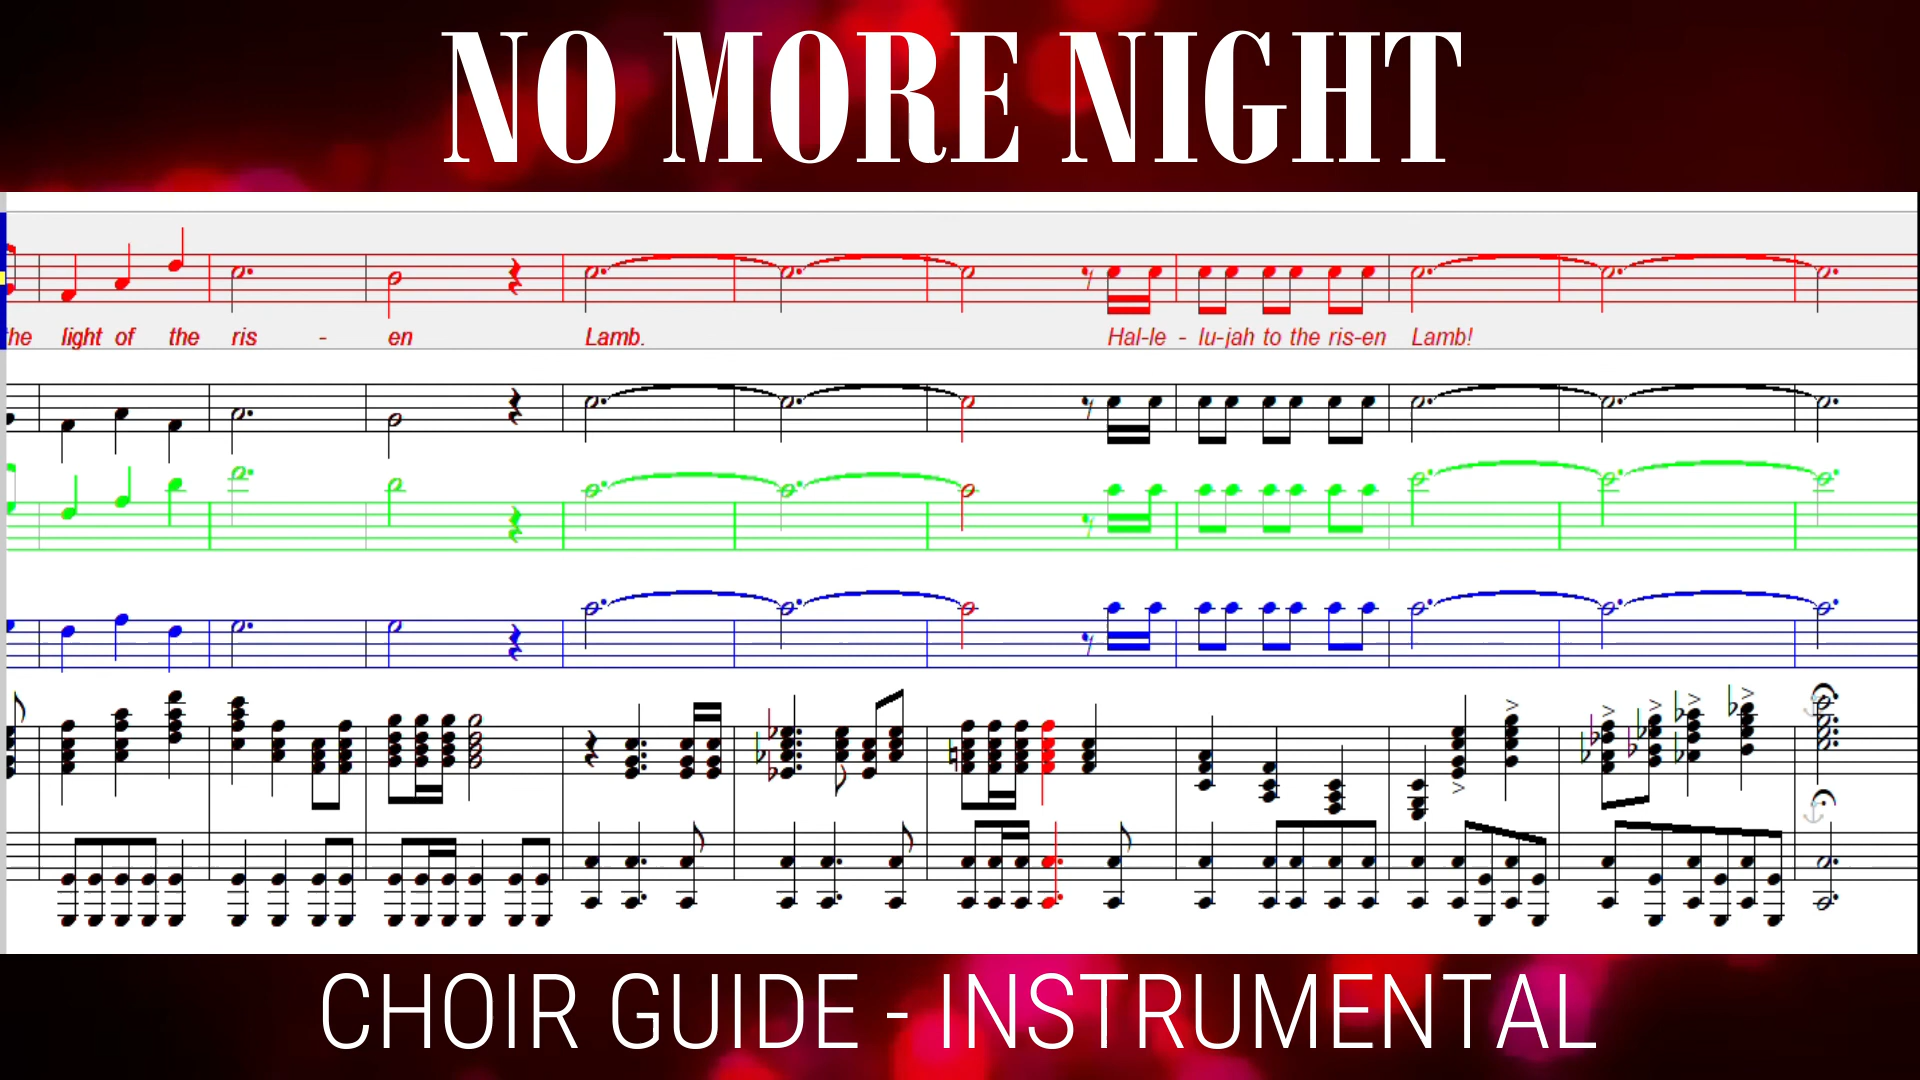 NO MORE NIGHT
the light of the ris - en Lamb. Hal-le - lu-jah to the ris-en Lamb!
CHOIR GUIDE - INSTRUMENTAL